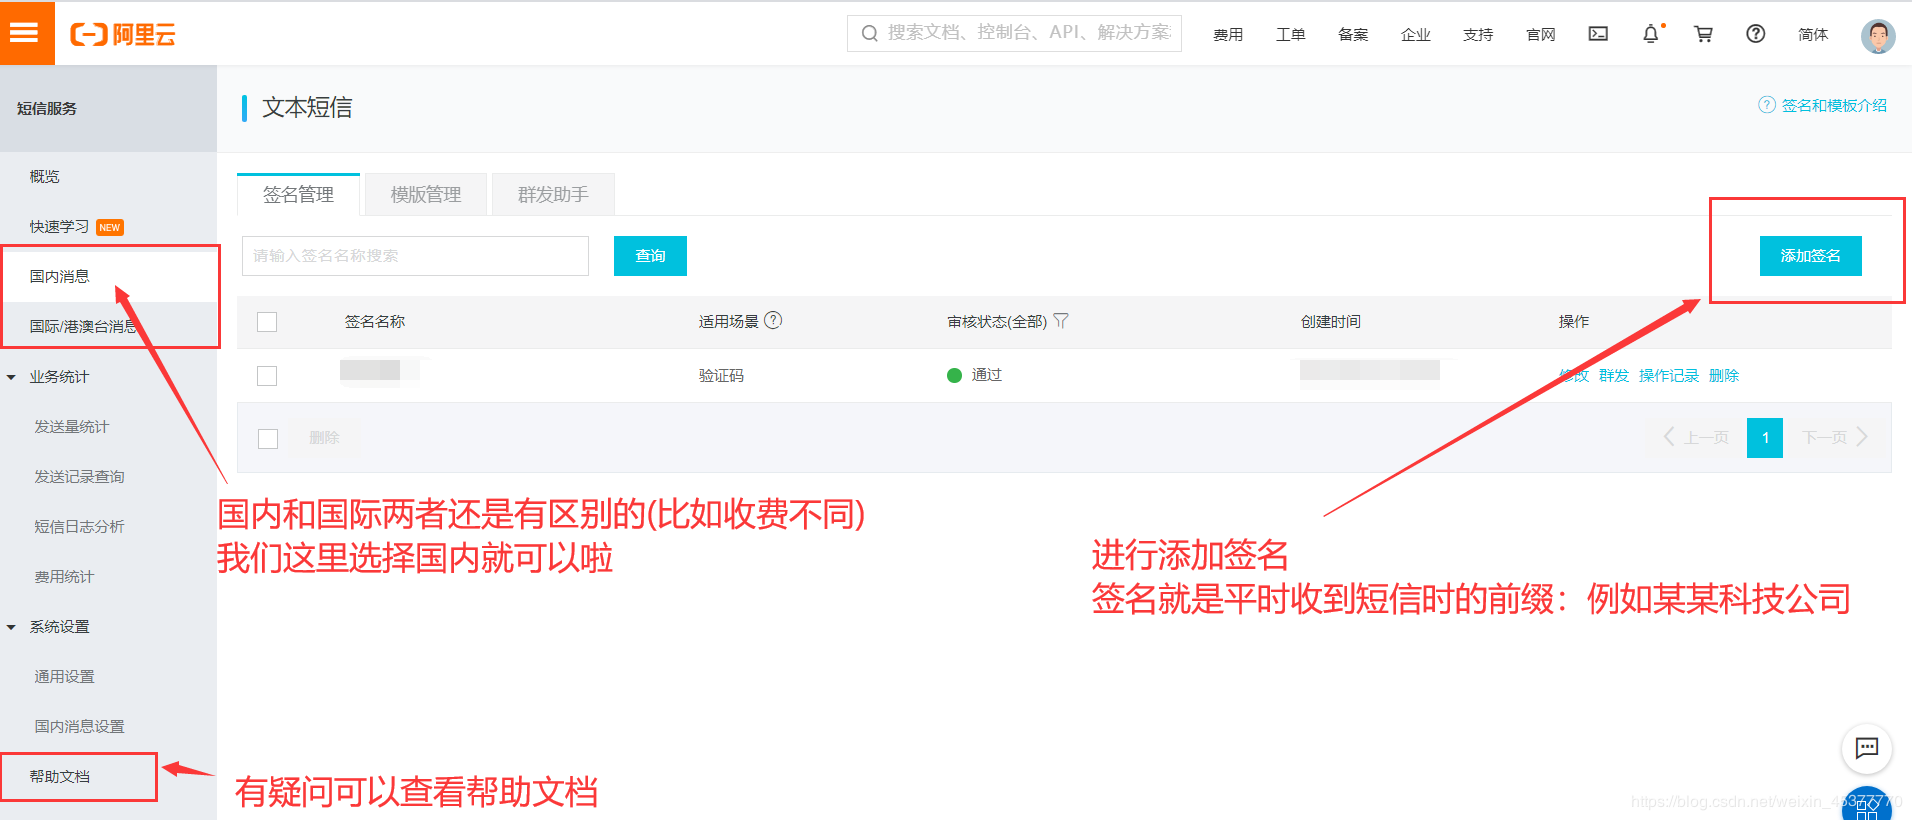 阿里云
搜索文档、控制台、API、解决方案
费用 工单 备案 企业 支持 官网 简体
短信服务
文本短信
签名和模板介绍
概览
快速学习 NEW
国内消息
国际/港澳台消息
业务统计
发送量统计
发送记录查询
短信日志分析
费用统计
系统设置
通用设置
国内消息设置
帮助文档
签名管理 模版管理 群发助手
请输入签名名称搜索 查询 添加签名
签名名称 适用场景 审核状态(全部) 创建时间 操作
验证码 通过 修改 群发 操作记录 删除
删除 上一页 1 下一页
国内和国际两者还是有区别的(比如收费不同)
我们这里选择国内就可以啦
进行添加签名
签名就是平时收到短信时的前缀：例如某某科技公司
有疑问可以查看帮助文档